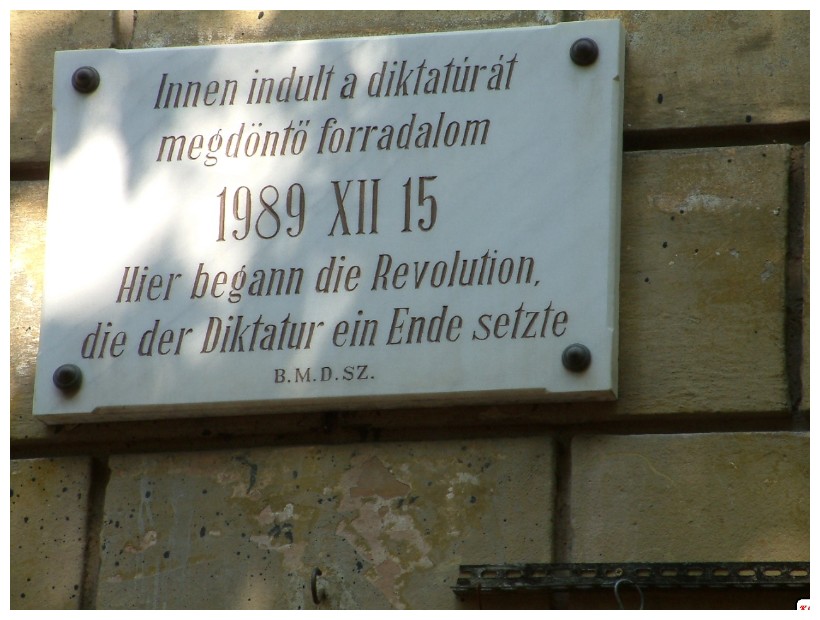 Innen indult a diktatúrát
megdöntő forradalom
1989 XII 15
Hier begann die Revolution,
die der Diktatur ein Ende setzte
B.M.D.SZ.